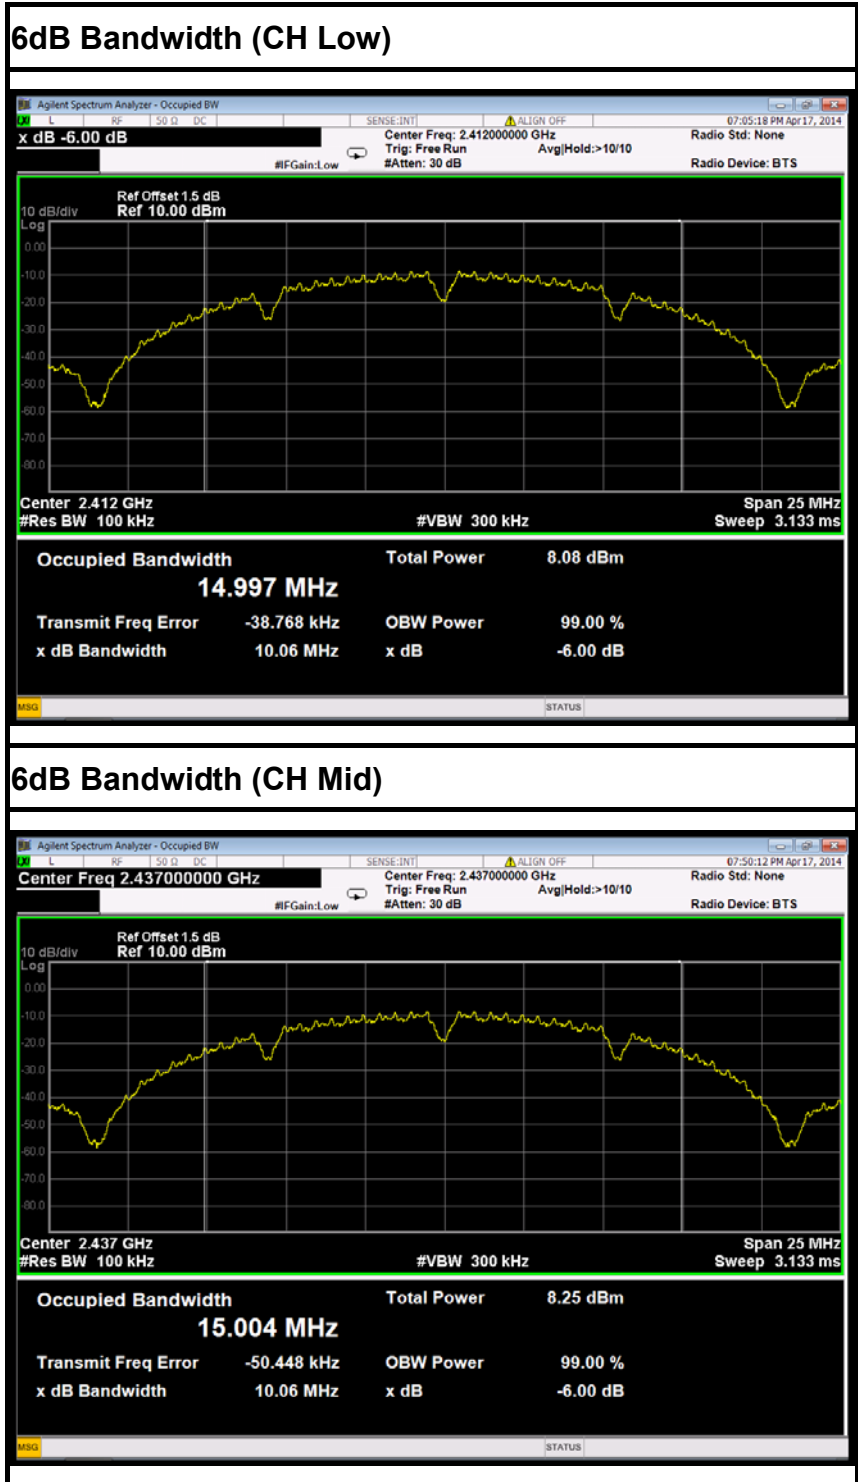 6dB Bandwidth (CH Low)
Agilent Spectrum Analyzer - Occupied BW
LXI L RF 50 Ω DC SENSE:INT ALIGN OFF 07:05:18 PM Apr 17, 2014
x dB -6.00 dB
Center Freq: 2.412000000 GHz
Radio Std: None
Trig: Free Run
Avg|Hold:>10/10
#IFGain:Low
#Atten: 30 dB
Radio Device: BTS
Ref Offset 1.5 dB
10 dB/div
Ref 10.00 dBm
Log
0.00
-10.0
-20.0
-30.0
-40.0
-50.0
-60.0
-70.0
-80.0
Center 2.412 GHz
Span 25 MHz
#Res BW 100 kHz
#VBW 300 kHz
Sweep 3.133 ms
Occupied Bandwidth
Total Power 8.08 dBm
14.997 MHz
Transmit Freq Error -38.768 kHz
OBW Power 99.00 %
x dB Bandwidth 10.06 MHz
x dB -6.00 dB
MSG
STATUS
6dB Bandwidth (CH Mid)
Agilent Spectrum Analyzer - Occupied BW
LXI L RF 50 Ω DC SENSE:INT ALIGN OFF 07:50:12 PM Apr 17, 2014
Center Freq 2.437000000 GHz
Center Freq: 2.437000000 GHz
Radio Std: None
Trig: Free Run
Avg|Hold:>10/10
#IFGain:Low
#Atten: 30 dB
Radio Device: BTS
Ref Offset 1.5 dB
10 dB/div
Ref 10.00 dBm
Log
0.00
-10.0
-20.0
-30.0
-40.0
-50.0
-60.0
-70.0
-80.0
Center 2.437 GHz
Span 25 MHz
#Res BW 100 kHz
#VBW 300 kHz
Sweep 3.133 ms
Occupied Bandwidth
Total Power 8.25 dBm
15.004 MHz
Transmit Freq Error -50.448 kHz
OBW Power 99.00 %
x dB Bandwidth 10.06 MHz
x dB -6.00 dB
MSG
STATUS